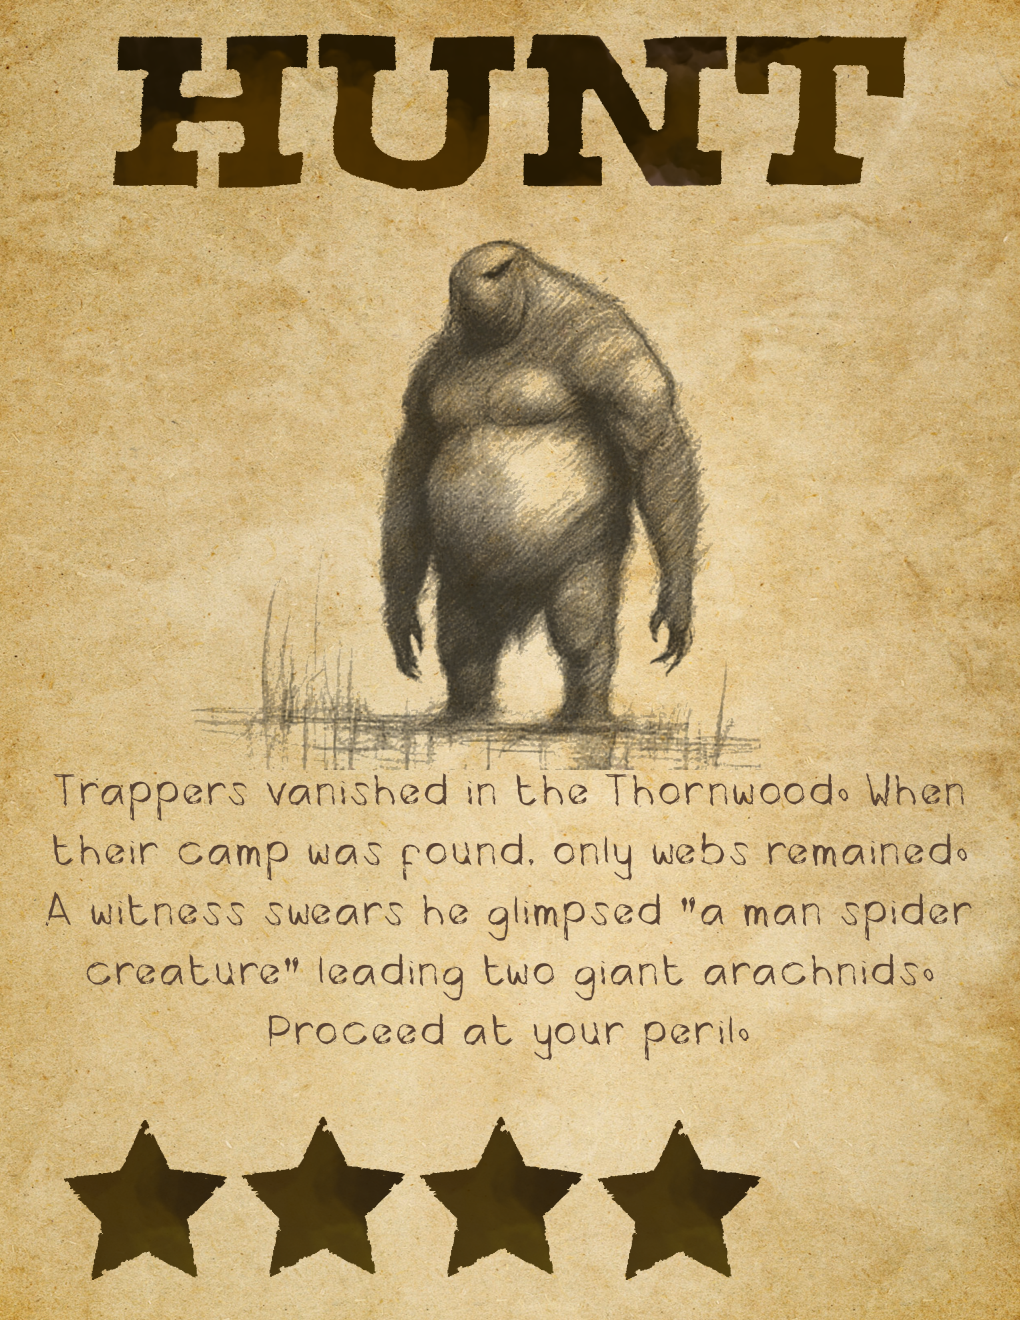 HUNT
Trappers vanished in the Thornwood. When
their camp was found, only webs remained.
A witness swears he glimpsed "a man spider
creature" leading two giant arachnids.
Proceed at your peril.